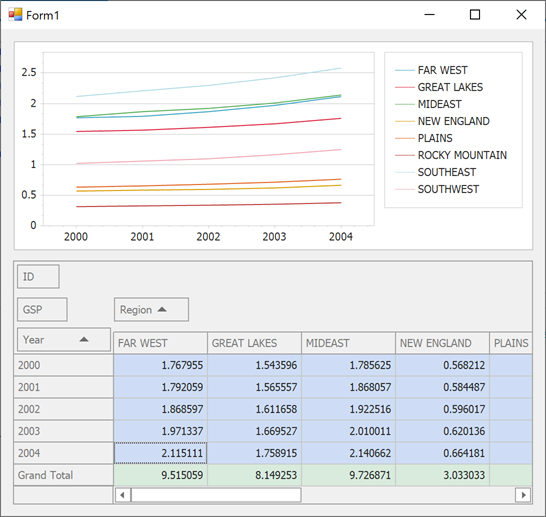 Form1
2.5
2
1.5
1
0.5
0
2000 2001 2002 2003 2004
FAR WEST
GREAT LAKES
MIDEAST
NEW ENGLAND
PLAINS
ROCKY MOUNTAIN
SOUTHEAST
SOUTHWEST
ID
GSP Region
Year FAR WEST GREAT LAKES MIDEAST NEW ENGLAND PLAINS
2000 1.767955 1.543596 1.785625 0.568212
2001 1.792059 1.565557 1.868057 0.584487
2002 1.868597 1.611658 1.922516 0.596017
2003 1.971337 1.669527 2.010011 0.620136
2004 2.115111 1.758915 2.140662 0.664181
Grand Total 9.515059 8.149253 9.726871 3.033033